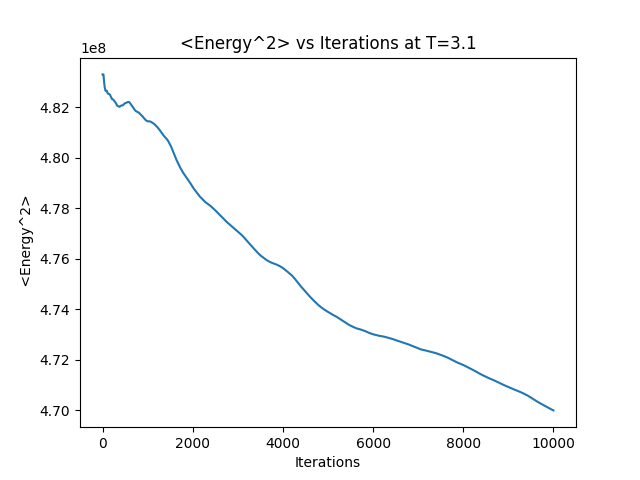 <Energy^2> vs Iterations at T=3.1
1e8
4.82
4.80
4.78
4.76
4.74
4.72
4.70
<Energy^2>
0 2000 4000 6000 8000 10000
Iterations